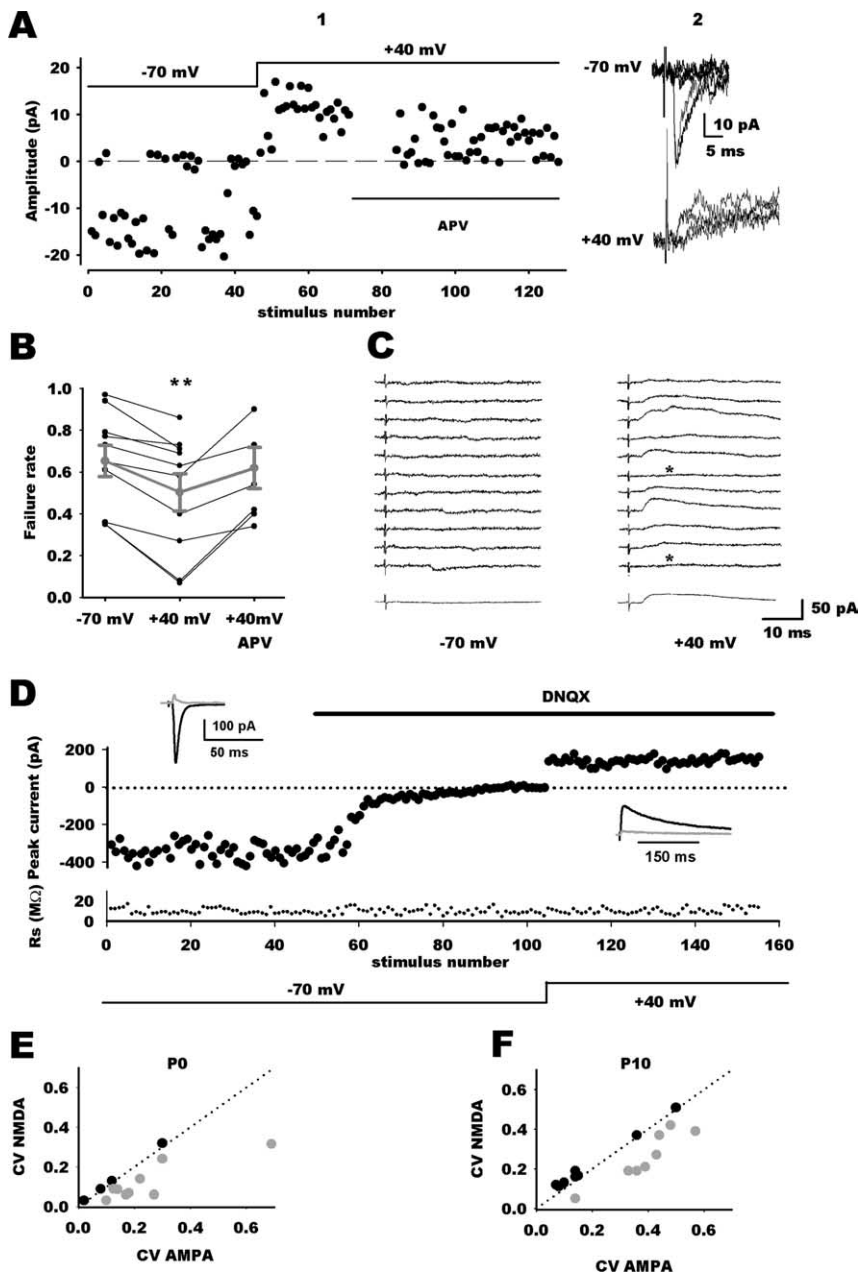 A
1
2
-70 mV
+40 mV
Amplitude (pA)
20
10
0
-10
-20
APV
0 20 40 60 80 100 120
stimulus number
-70 mV
10 pA
5 ms
+40 mV
B
**
Failure rate
1.0
0.8
0.6
0.4
0.2
0.0
-70 mV +40 mV +40mV
APV
C
*
*
-70 mV
+40 mV
50 pA
10 ms
D
DNQX
100 pA
50 ms
Rs (MΩ) Peak current (pA)
200
0
-200
-400
150 ms
20
0
0 20 40 60 80 100 120 140 160
stimulus number
-70 mV
+40 mV
E
P0
CV NMDA
0.6
0.4
0.2
0.0
0.0 0.2 0.4 0.6
CV AMPA
F
P10
CV NMDA
0.6
0.4
0.2
0.0
0.0 0.2 0.4 0.6
CV AMPA